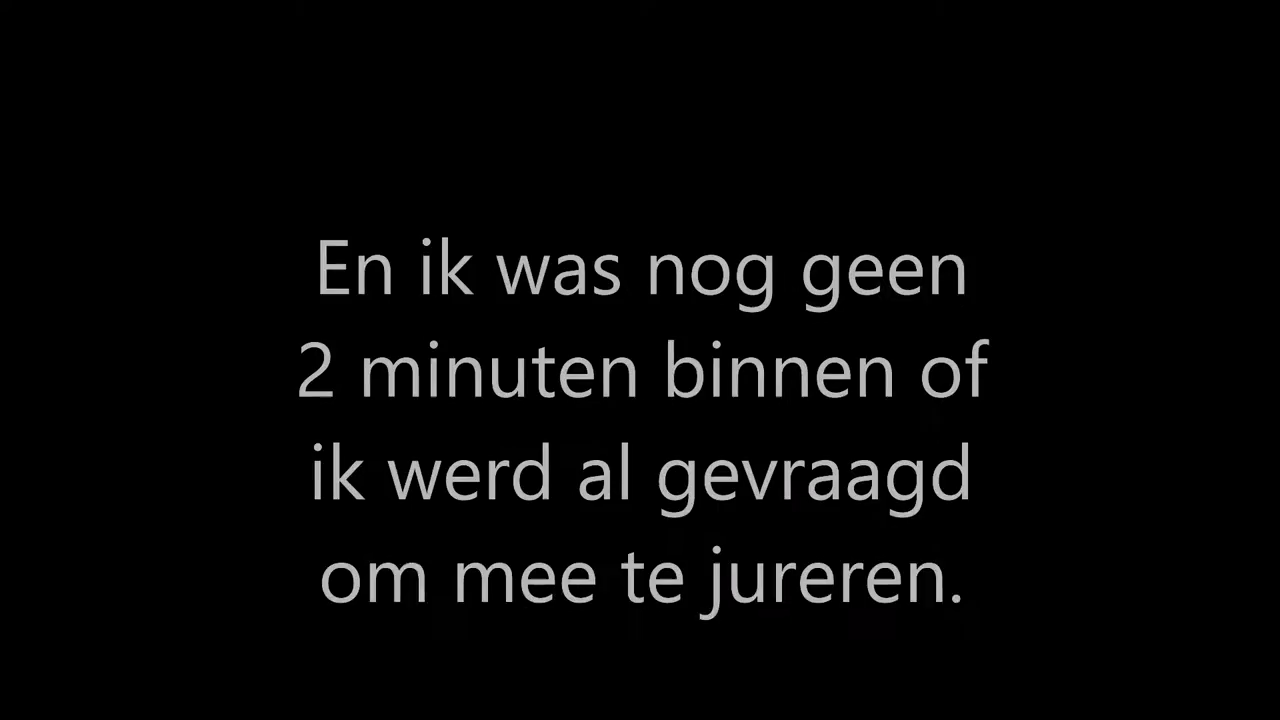 En ik was nog geen
2 minuten binnen of
ik werd al gevraagd
om mee te jureren.